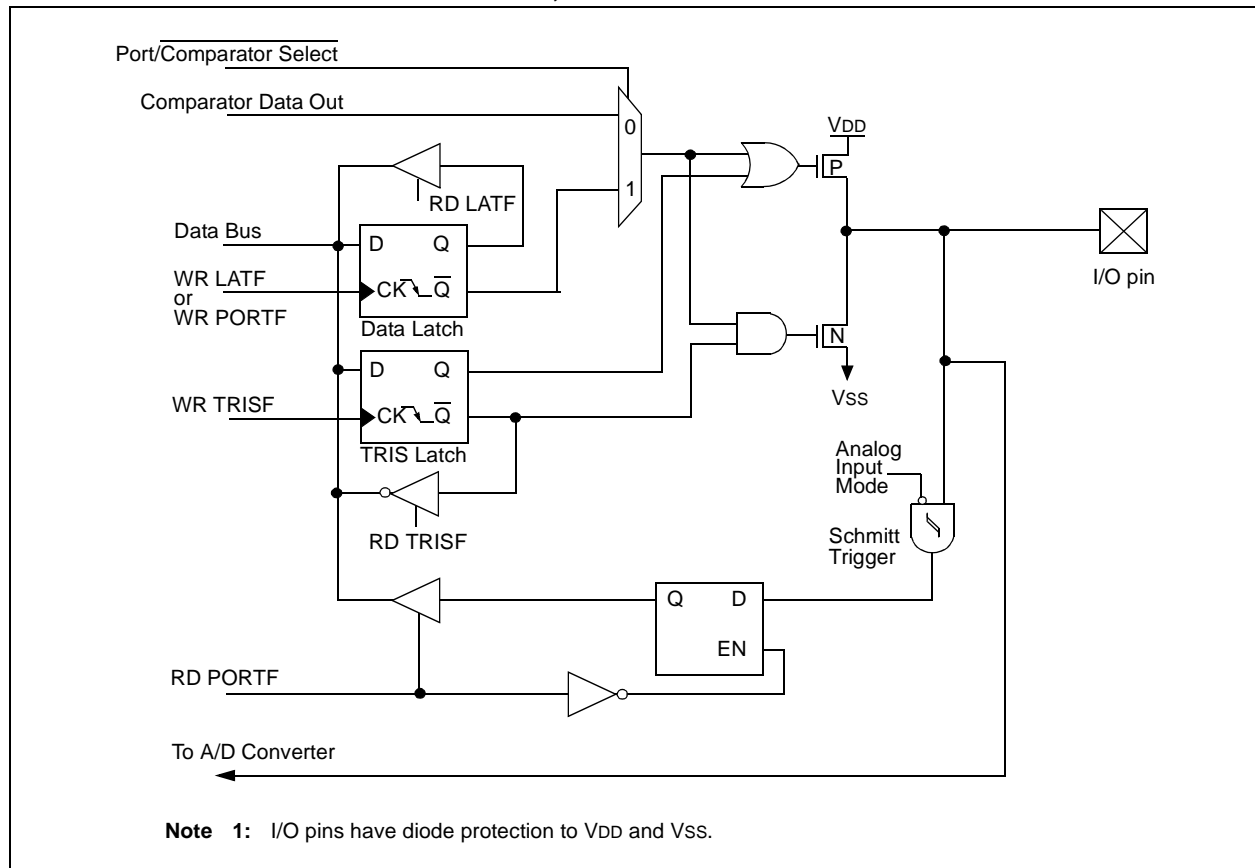 Port/Comparator Select
Comparator Data Out
0
1
VDD
P
RD LATF
Data Bus
D Q
WR LATF
or
WR PORTF
CK Q
Data Latch
I/O pin
N
VSS
D Q
WR TRISF
CK Q
TRIS Latch
Analog
Input
Mode
RD TRISF
Schmitt
Trigger
Q D
EN
RD PORTF
To A/D Converter
Note 1: I/O pins have diode protection to VDD and VSS.